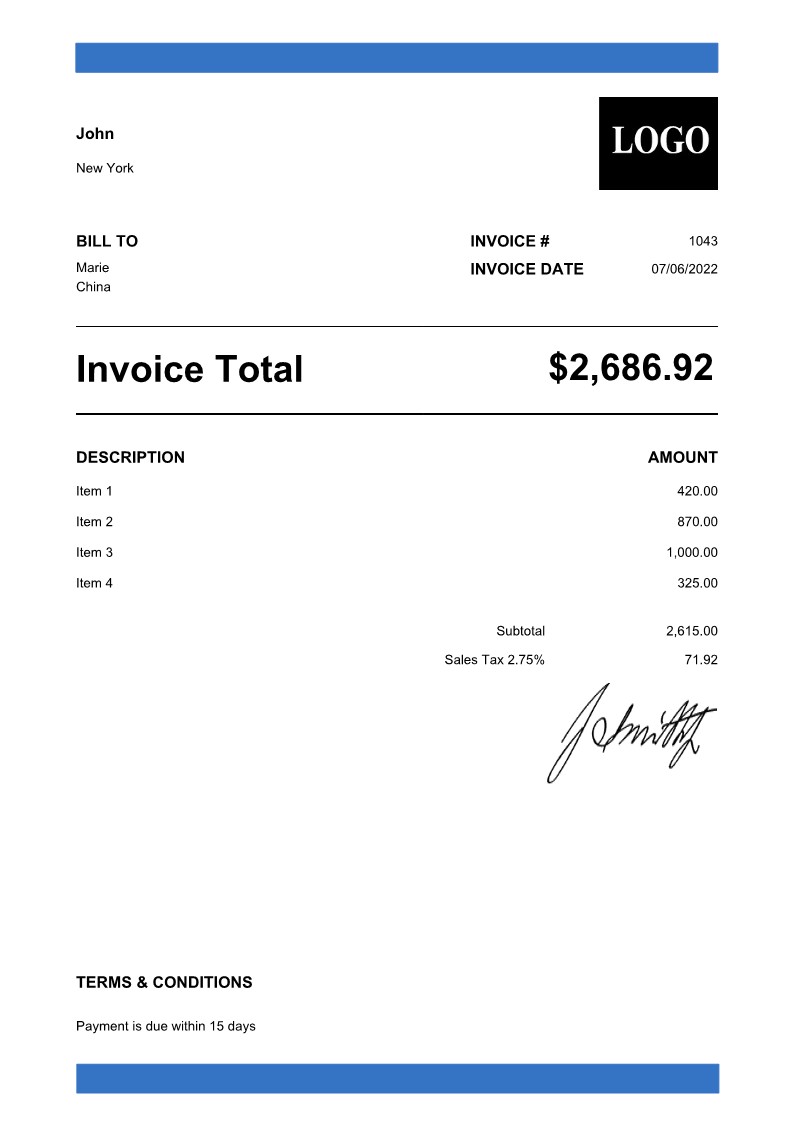 John
LOGO
New York
BILL TO
INVOICE # 1043
Marie
INVOICE DATE 07/06/2022
China
Invoice Total $2,686.92
DESCRIPTION AMOUNT
Item 1 420.00
Item 2 870.00
Item 3 1,000.00
Item 4 325.00
Subtotal 2,615.00
Sales Tax 2.75% 71.92
J Smith
TERMS & CONDITIONS
Payment is due within 15 days